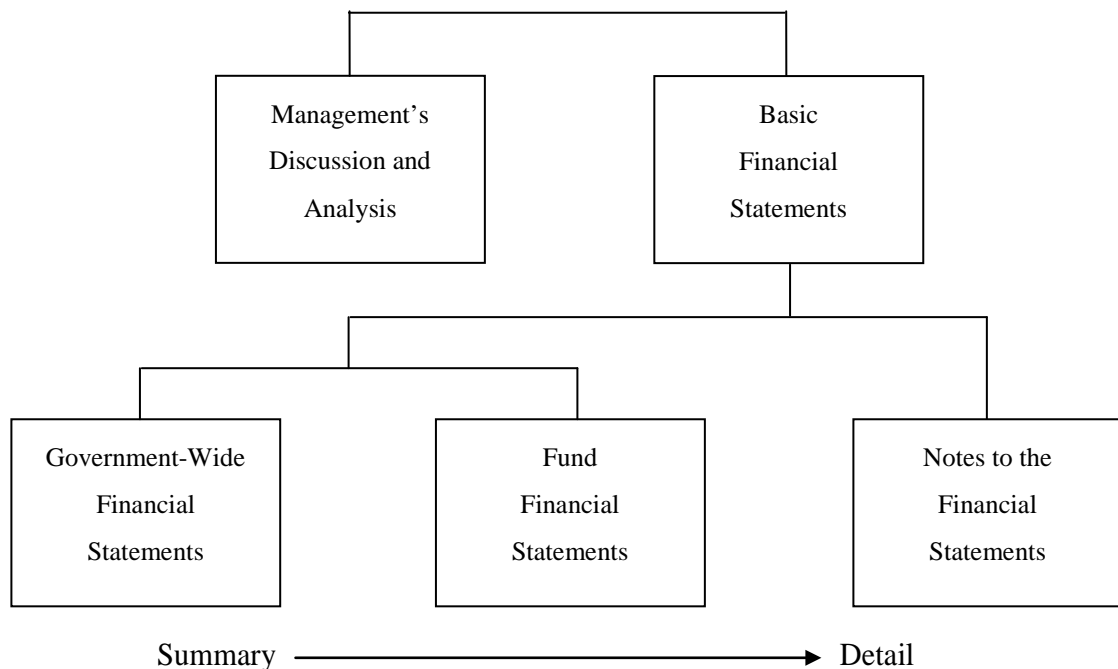 Management’s
Discussion and
Analysis
Basic
Financial
Statements
Government-Wide
Financial
Statements
Fund
Financial
Statements
Notes to the
Financial
Statements
Summary
Detail